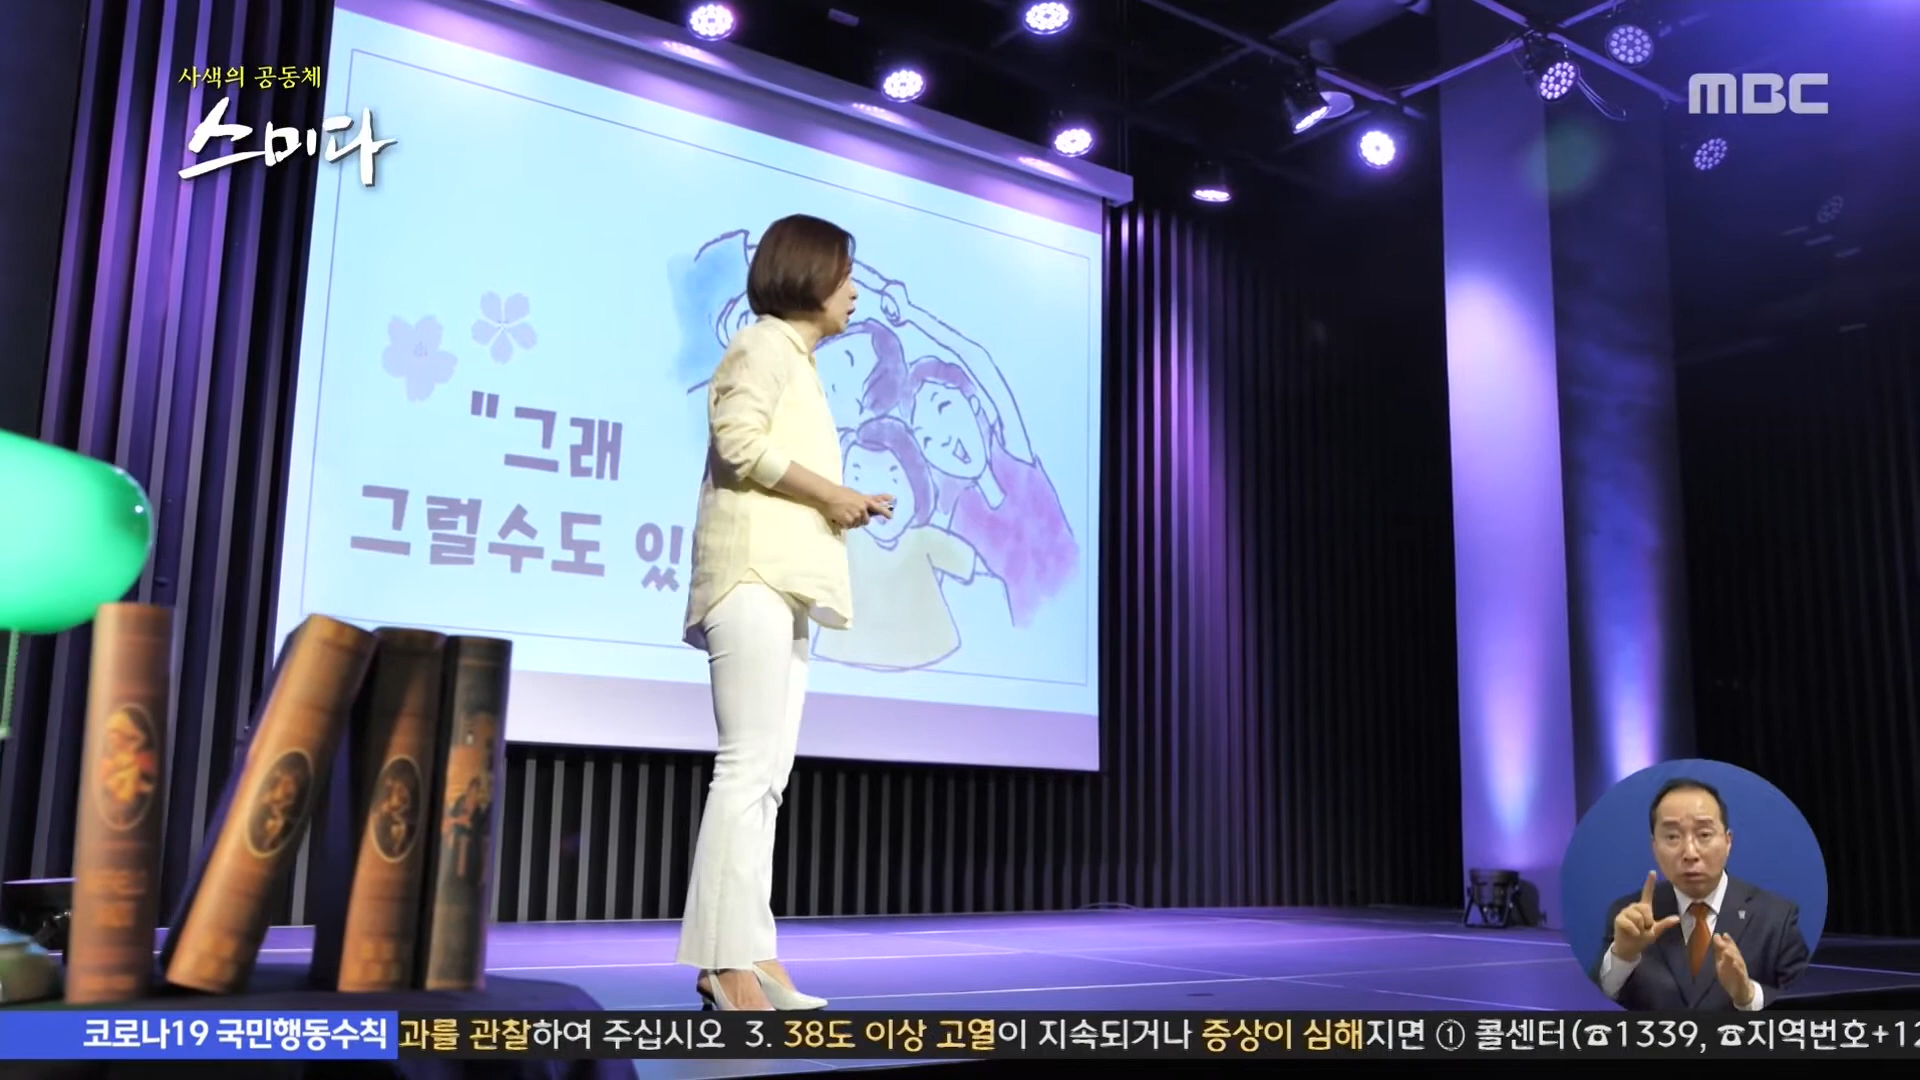 사색의 공동체
스미다
MBC
"그래
그럴수도 있
코로나19 국민행동수칙 과를 관찰하여 주십시오 3. 38도 이상 고열이 지속되거나 증상이 심해지면 ① 콜센터(☎1339, ☎지역번호+12